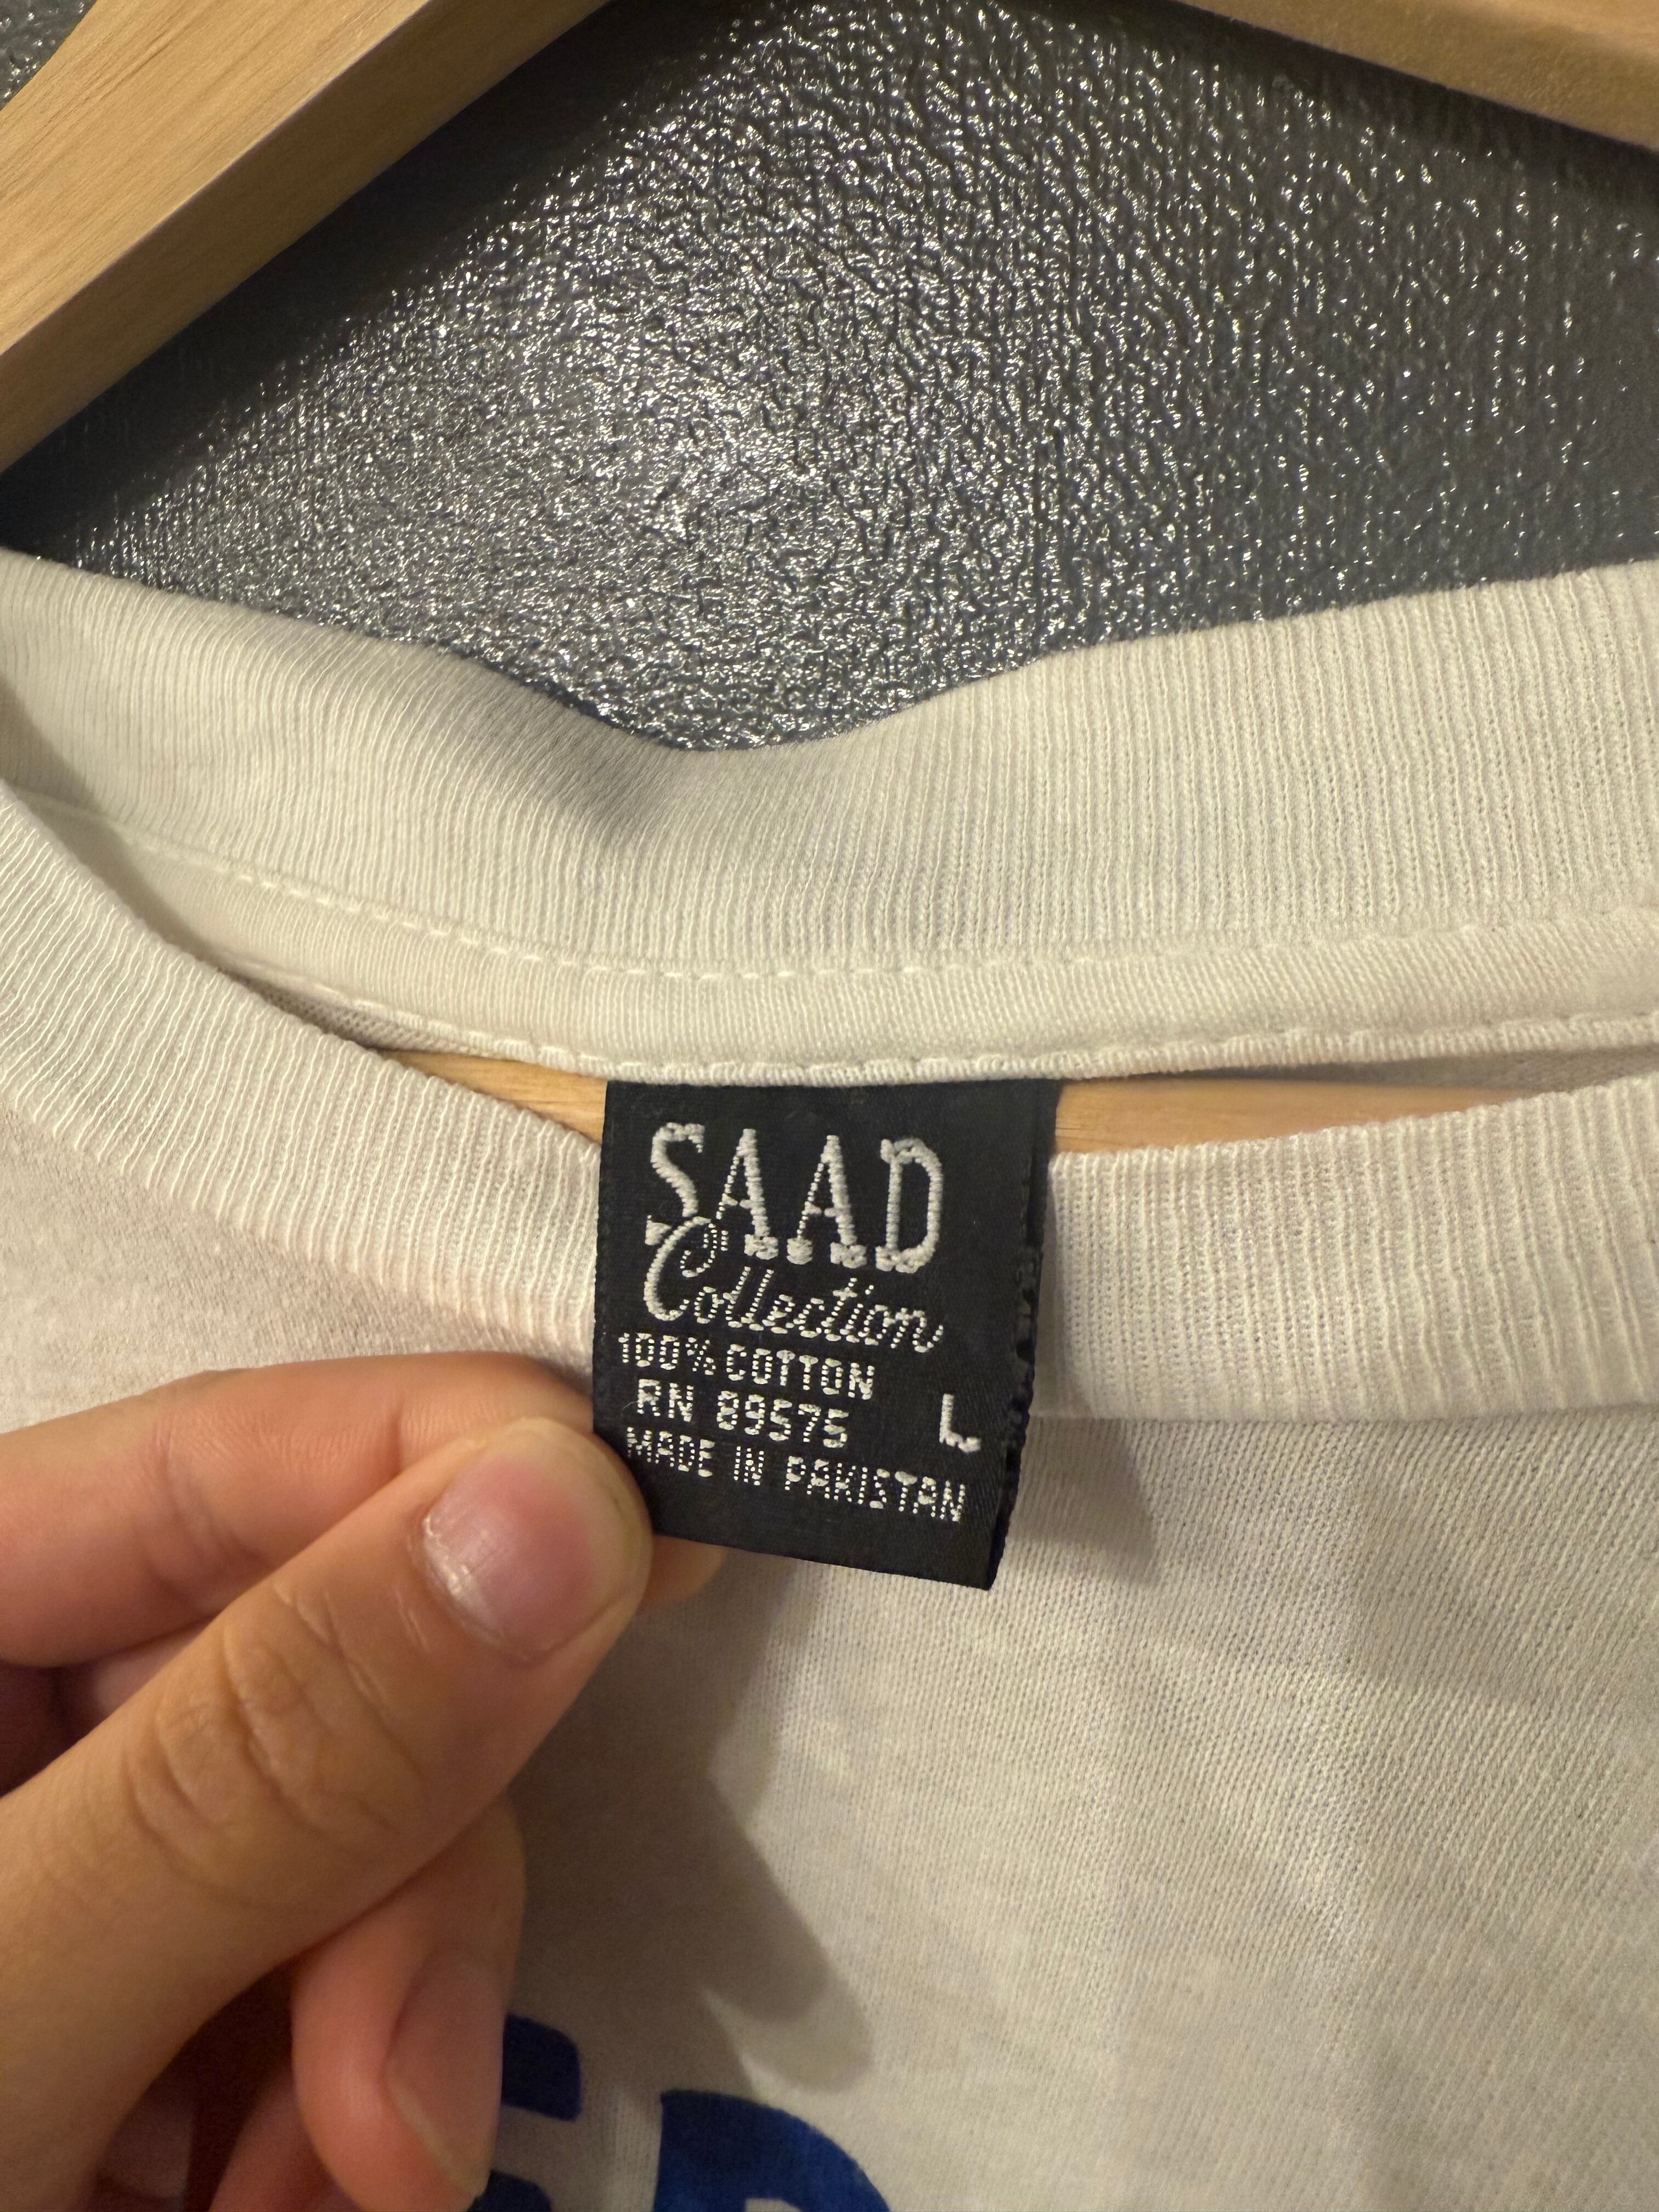 SAAD
Collection
100% COTTON
RN 89575 L
MADE IN PAKISTAN